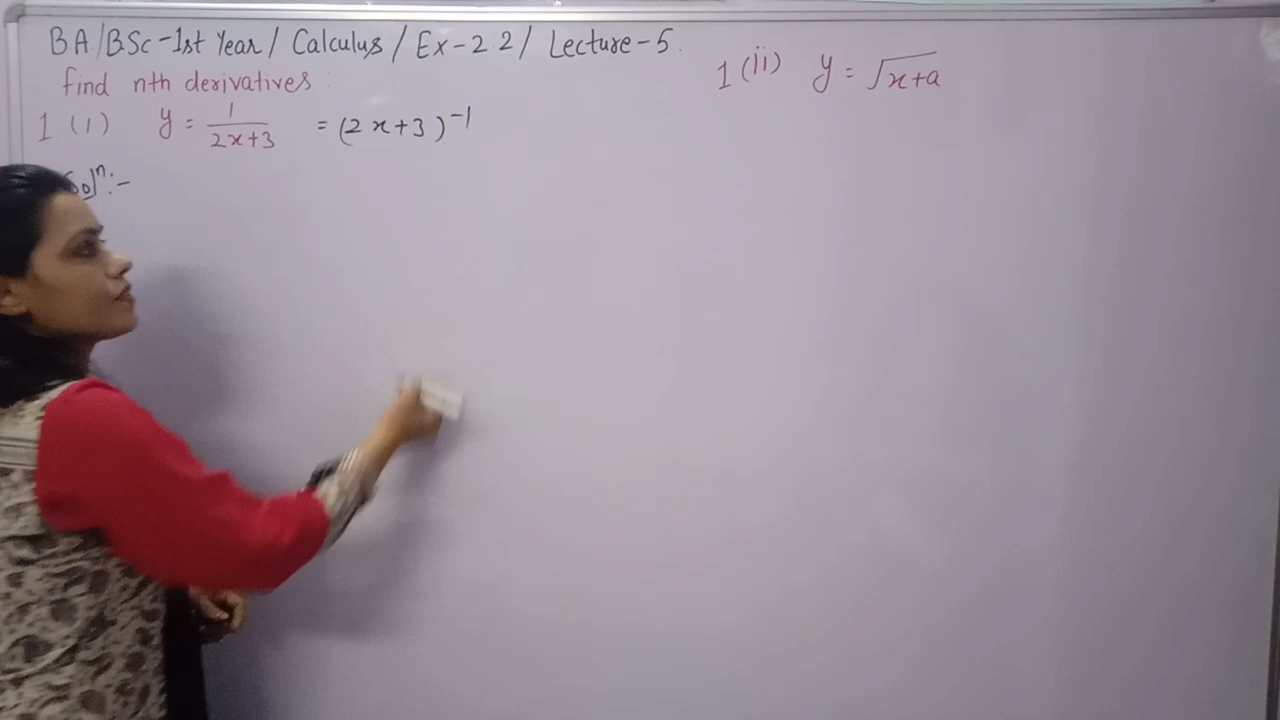 BA/BSc-1st Year/ Calculus/ Ex-2.2/ Lecture-5.
find nth derivatives:
1 (i) y = 1/(2x+3) = (2x+3)^-1
Solⁿ:-
1 (ii) y = √(x+a)